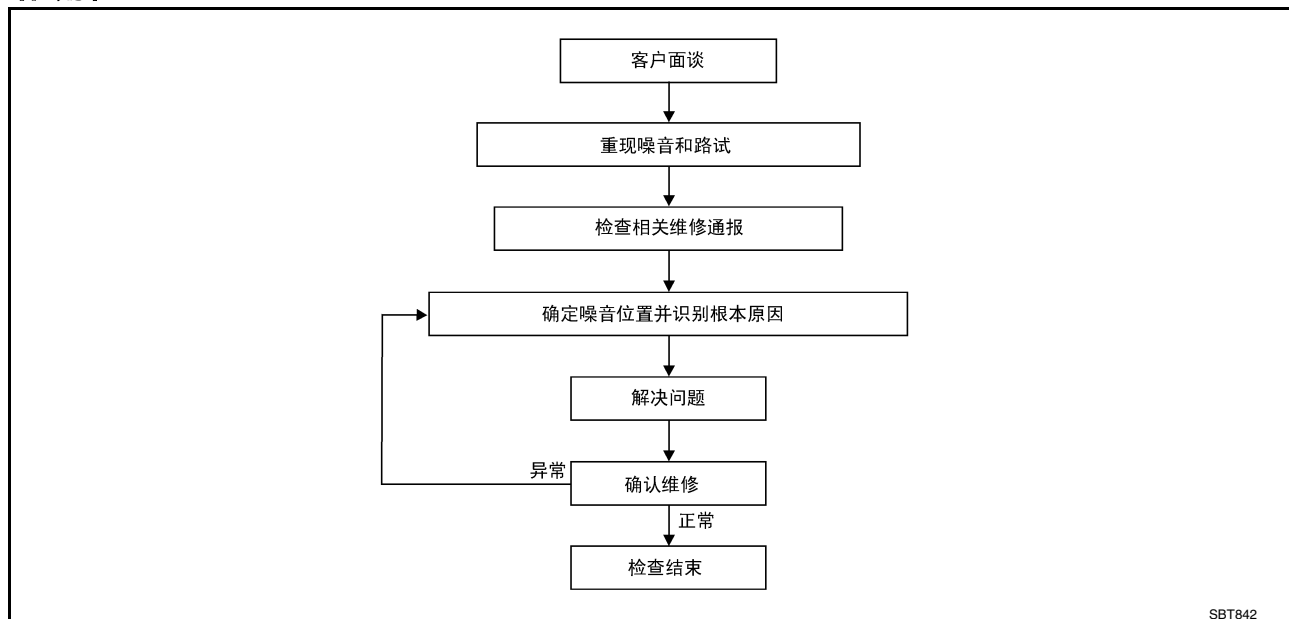 客户面谈
重现噪音和路试
检查相关维修通报
确定噪音位置并识别根本原因
解决问题
异常
确认维修
正常
检查结束
SBT842